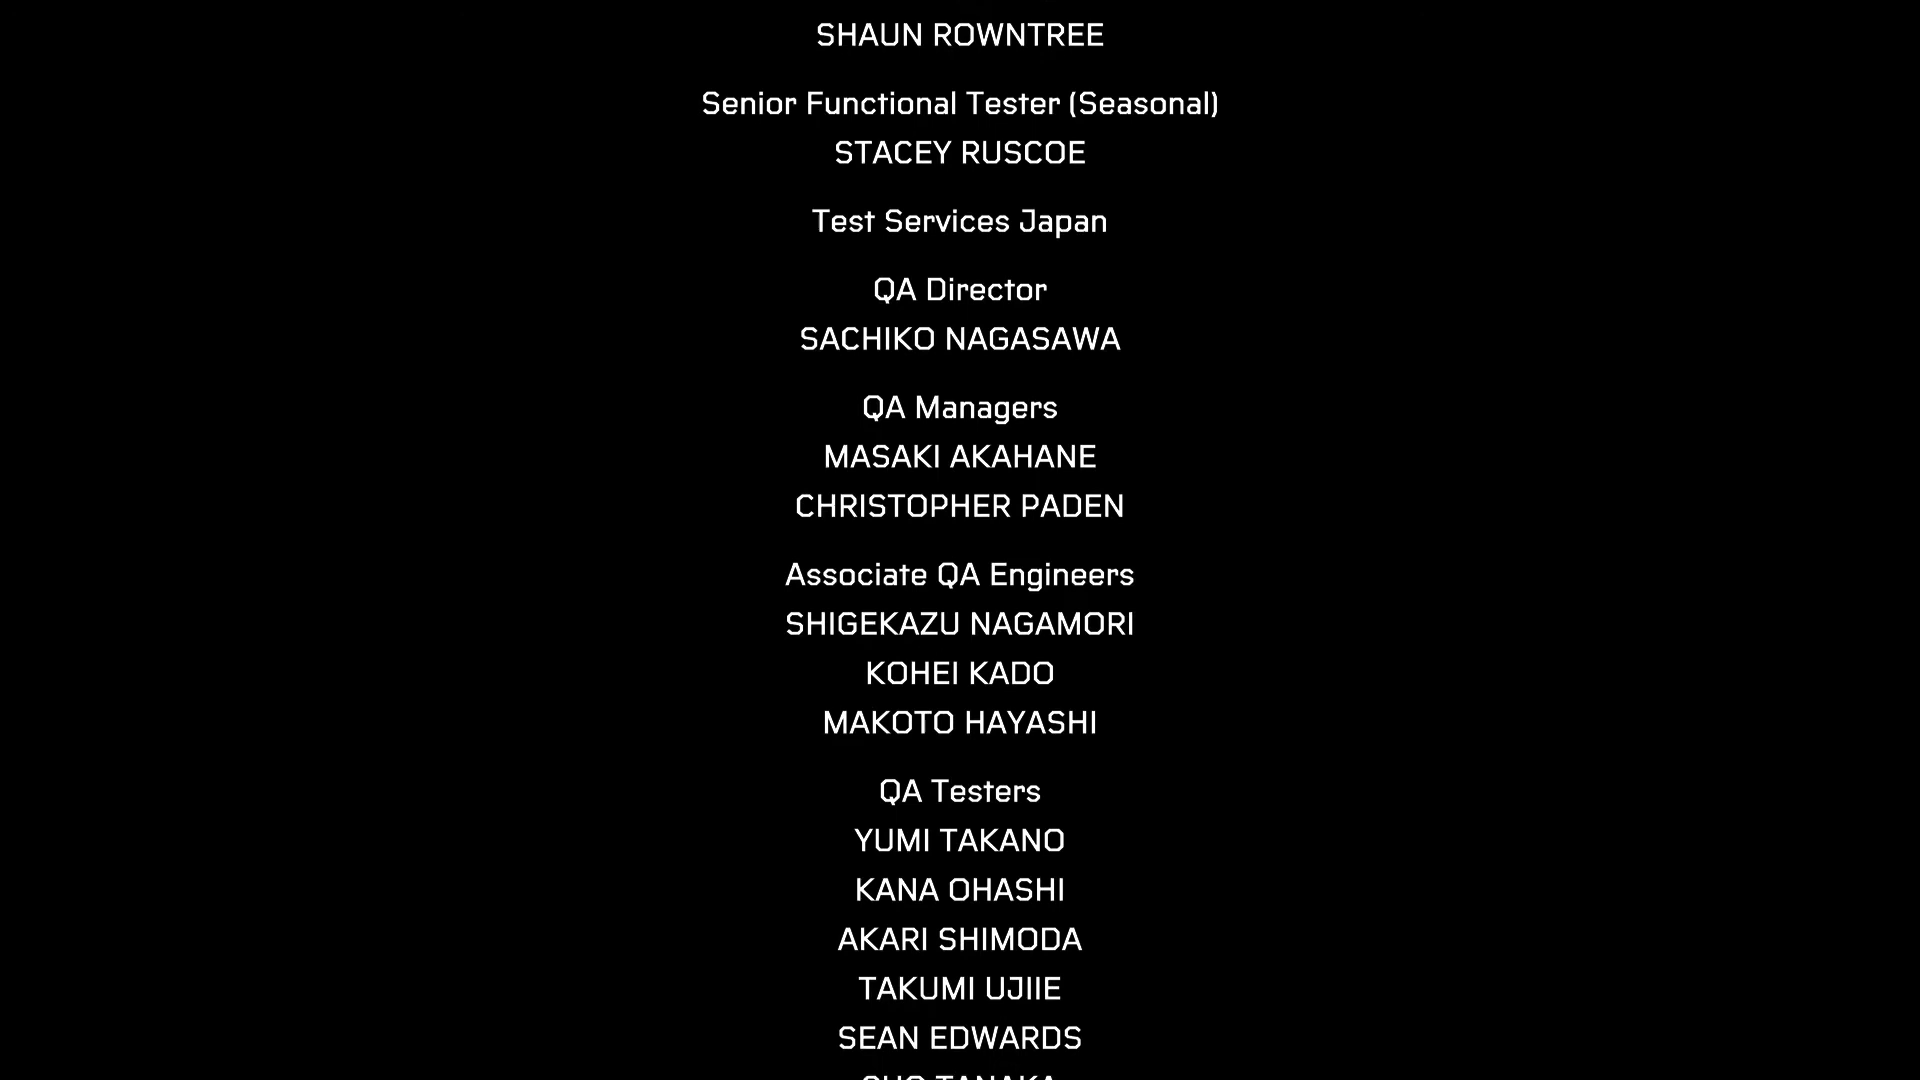 SHAUN ROWNTREE
Senior Functional Tester (Seasonal)
STACEY RUSCOE
Test Services Japan
QA Director
SACHIKO NAGASAWA
QA Managers
MASAKI AKAHANE
CHRISTOPHER PADEN
Associate QA Engineers
SHIGEKAZU NAGAMORI
KOHEI KADO
MAKOTO HAYASHI
QA Testers
YUMI TAKANO
KANA OHASHI
AKARI SHIMODA
TAKUMI UJIIE
SEAN EDWARDS
TANAKA